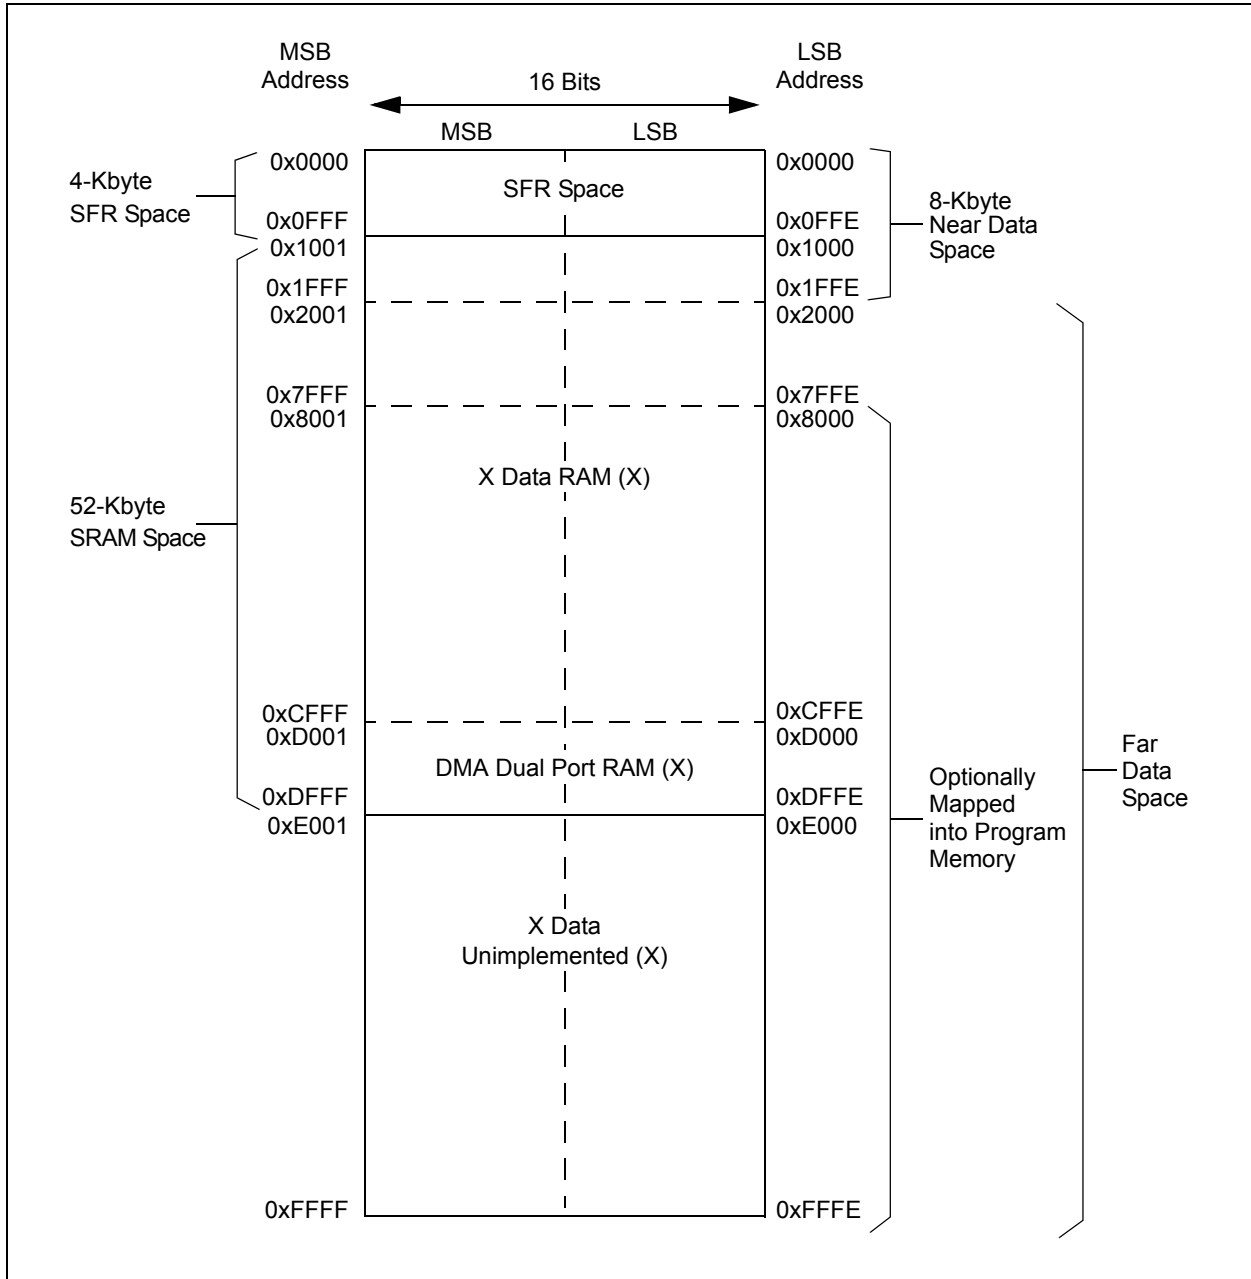 MSB
Address
LSB
Address
16 Bits
MSB
LSB
0x0000
0x0000
4-Kbyte
SFR Space
SFR Space
8-Kbyte
Near Data
Space
0x0FFF
0x0FFE
0x1001
0x1000
0x1FFF
0x1FFE
0x2001
0x2000
0x7FFF
0x7FFE
0x8001
0x8000
X Data RAM (X)
52-Kbyte
SRAM Space
0xCFFF
0xCFFE
0xD001
0xD000
DMA Dual Port RAM (X)
0xDFFF
0xDFFE
0xE001
0xE000
Optionally
Mapped
into Program
Memory
Far
Data
Space
X Data
Unimplemented (X)
0xFFFF
0xFFFE